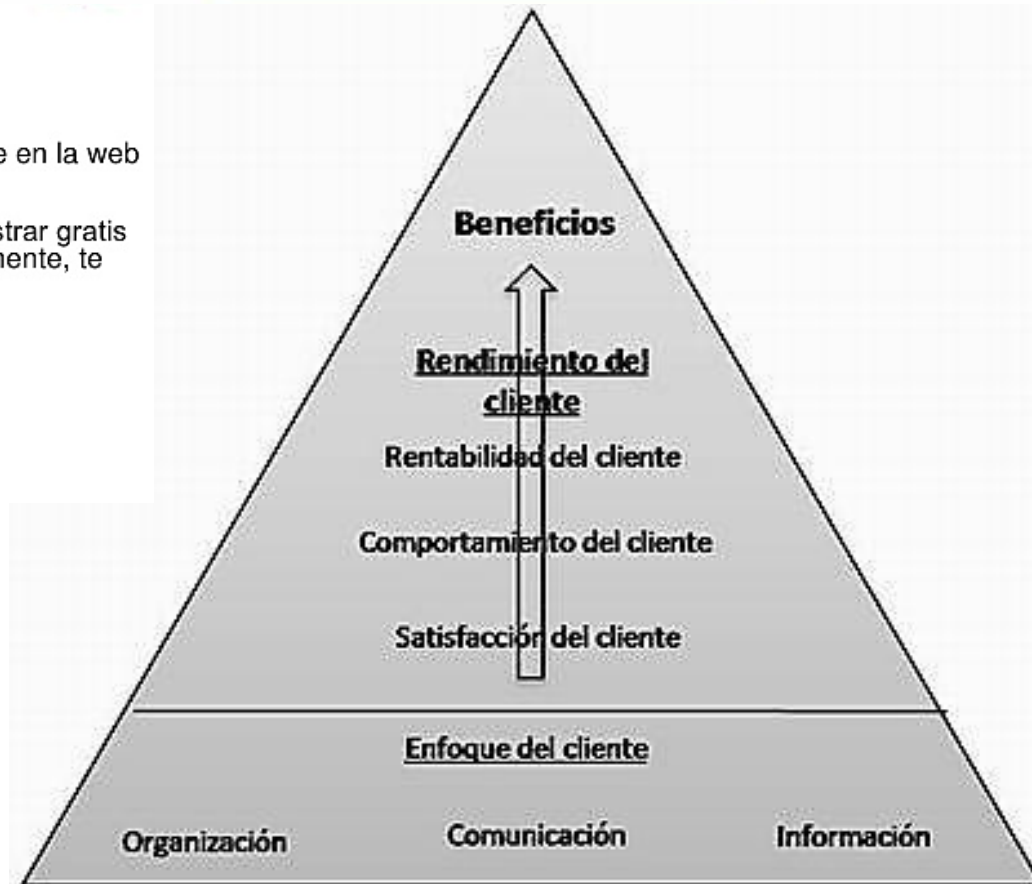 e en la web
strar gratis
nente, te
Beneficios
Rendimiento del
cliente
Rentabilidad del cliente
Comportamiento del cliente
Satisfacción del cliente
Enfoque del cliente
Organización
Comunicación
Información